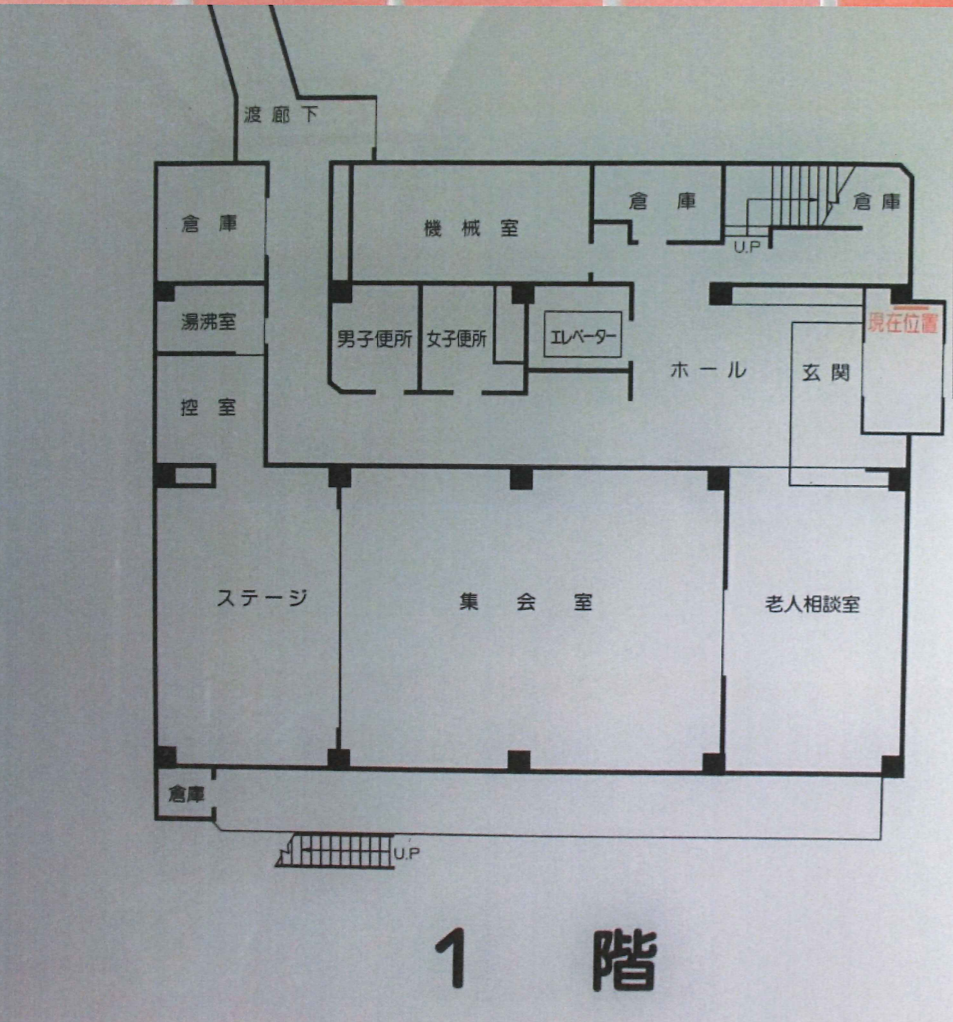 渡廊下
倉庫
機械室
倉庫
倉庫
U.P
湯沸室
男子便所
女子便所
エレベーター
現在位置
ホール
玄関
控室
ステージ
集会室
老人相談室
倉庫
U.P
1階